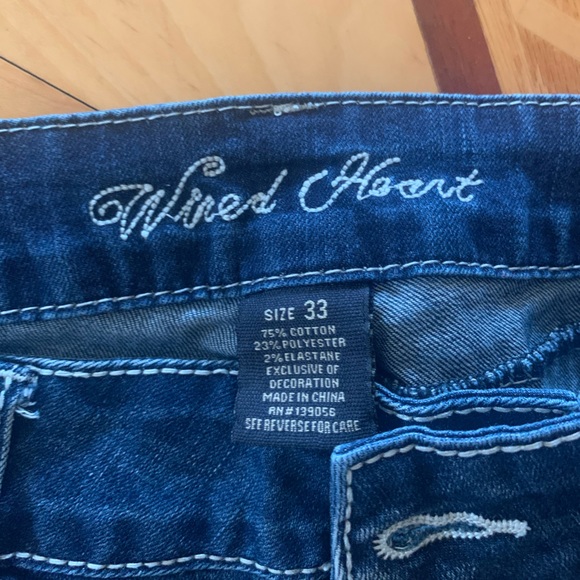 Wired Heart
SIZE 33
75% COTTON
23% POLYESTER
2% ELASTANE
EXCLUSIVE OF
DECORATION
MADE IN CHINA
RN#139056
SEE REVERSE FOR CARE